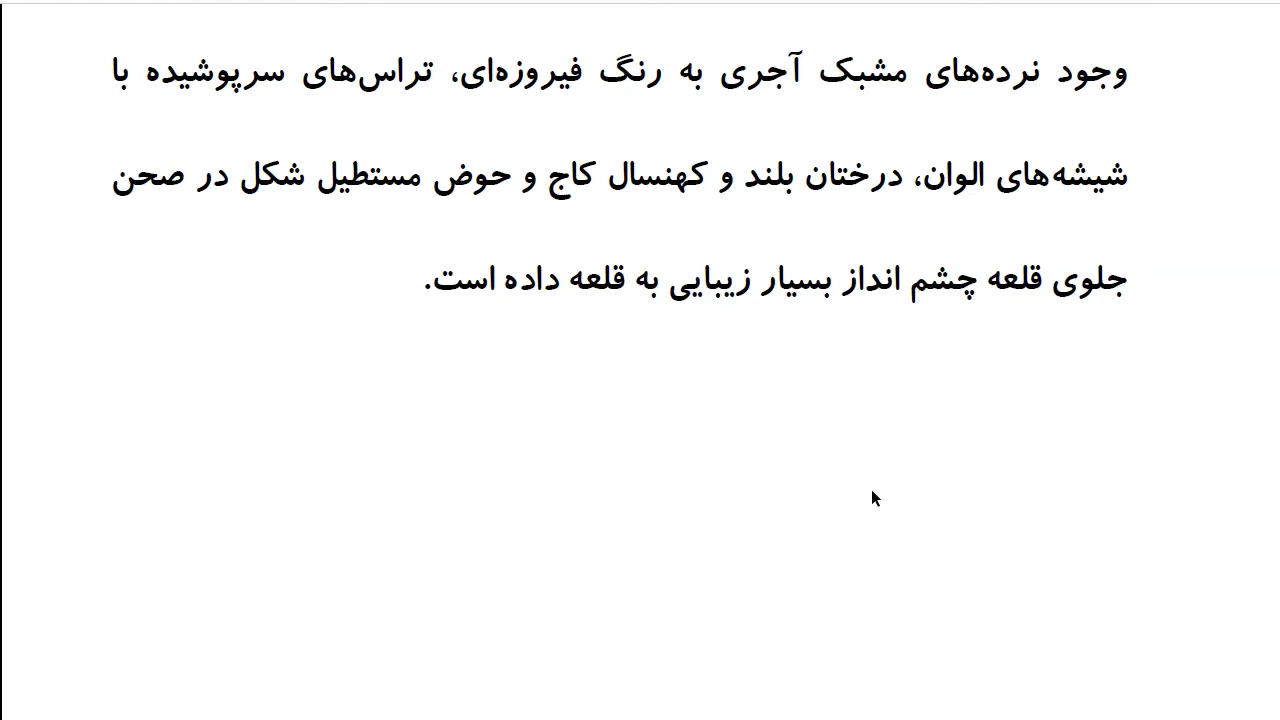 وجود نرده‌های مشبک آجری به رنگ فیروزه‌ای، تراس‌های سرپوشیده با
شیشه‌های الوان، درختان بلند و کهنسال کاج و حوض مستطیل شکل در صحن
جلوی قلعه چشم انداز بسیار زیبایی به قلعه داده است.